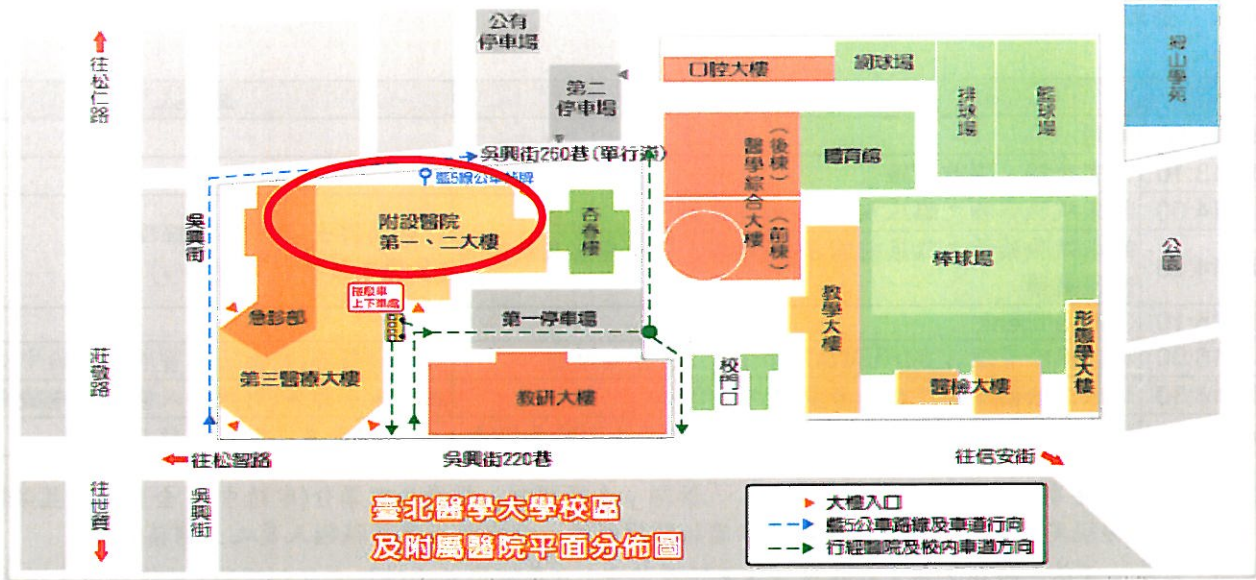 公有
停車場
往松仁路
第二
停車場
口腔大樓
網球場
排球場
籃球場
拇山學苑
吳興街260巷(單行道)
藍5線公車站牌
(後棟)
醫學綜合大樓
(前棟)
體育館
吳興街
附設醫院
第一、二大樓
杏春樓
棒球場
公園
接駁車
上下車處
急診部
第一停車場
教學大樓
形態學大樓
莊敬路
第三醫療大樓
教研大樓
校門口
醫檢大樓
往松智路
吳興街220巷
往信安街
往世貿
吳興街
臺北醫學大學校區
及附屬醫院平面分佈圖
大樓入口
藍5公車路線及車道行向
行經醫院及校內車道方向